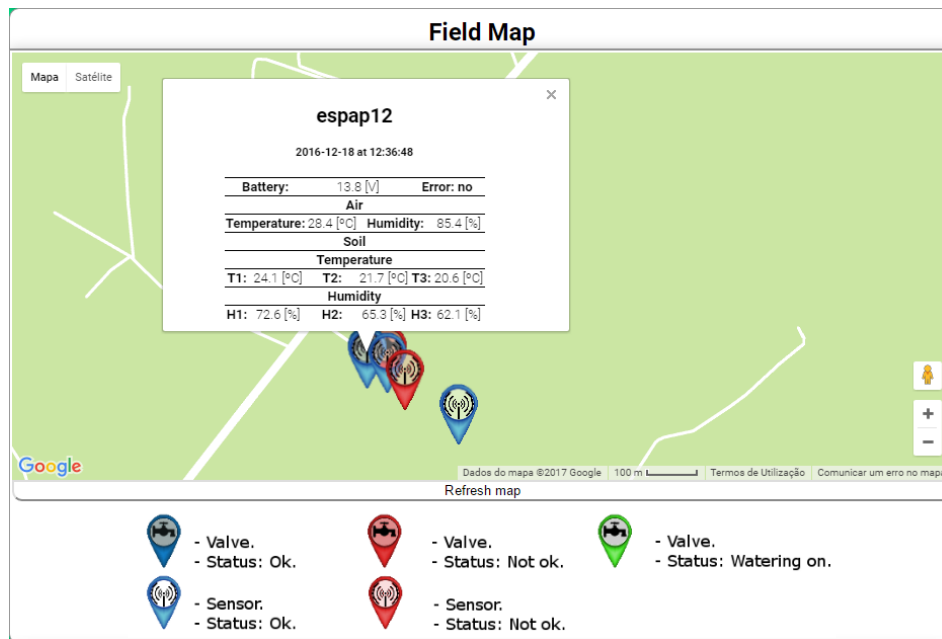 Field Map
Mapa Satélite
×
espap12
2016-12-18 at 12:36:48
Battery: 13.8 [V] Error: no
Air
Temperature: 28.4 [ºC] Humidity: 85.4 [%]
Soil
Temperature
T1: 24.1 [ºC] T2: 21.7 [ºC] T3: 20.6 [ºC]
Humidity
H1: 72.6 [%] H2: 65.3 [%] H3: 62.1 [%]
+
−
Google
Dados do mapa ©2017 Google 100 m Termos de Utilização Comunicar um erro no mapa
Refresh map
- Valve.
- Status: Ok.
- Valve.
- Status: Not ok.
- Valve.
- Status: Watering on.
- Sensor.
- Status: Ok.
- Sensor.
- Status: Not ok.